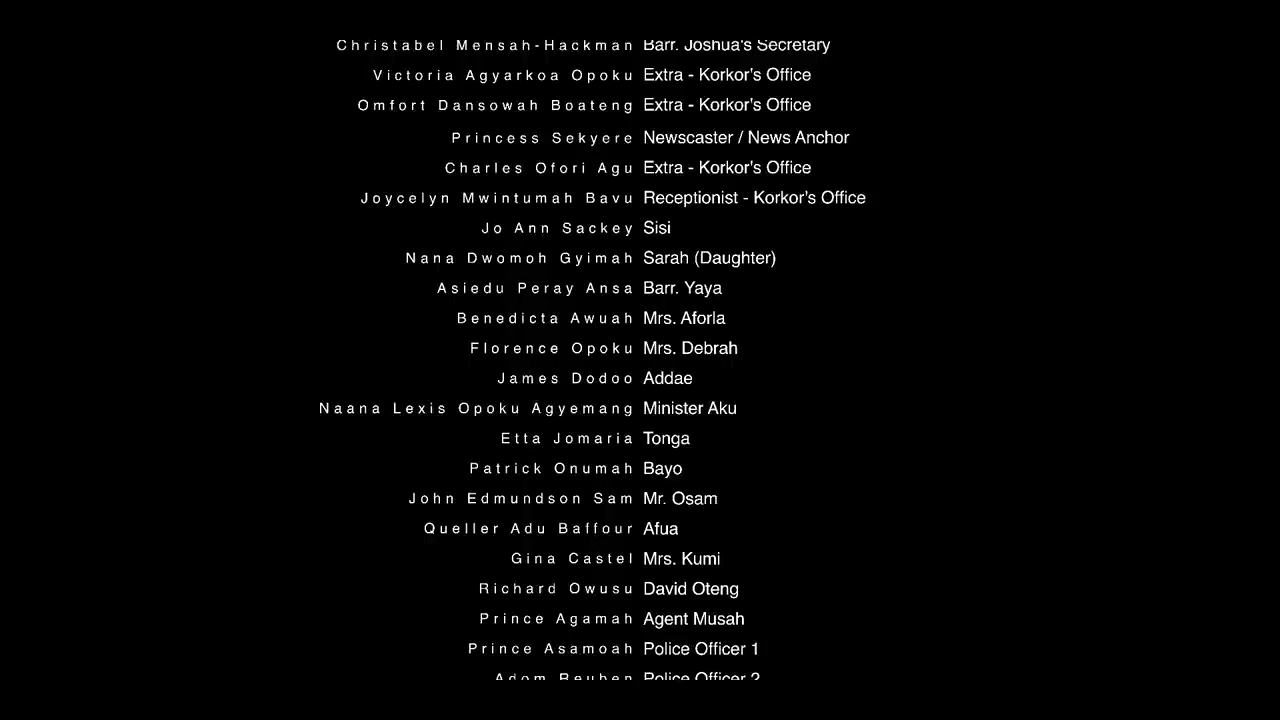 Christabel Mensah-Hackman Barr. Joshua's Secretary
Victoria Agyarkoa Opoku Extra - Korkor's Office
Omfort Dansowah Boateng Extra - Korkor's Office
Princess Sekyere Newscaster / News Anchor
Charles Ofori Agu Extra - Korkor's Office
Joycelyn Mwintumah Bavu Receptionist - Korkor's Office
Jo Ann Sackey Sisi
Nana Dwomoh Gyimah Sarah (Daughter)
Asiedu Peray Ansa Barr. Yaya
Benedicta Awuah Mrs. Aforla
Florence Opoku Mrs. Debrah
James Dodoo Addae
Naana Lexis Opoku Agyemang Minister Aku
Etta Jomaria Tonga
Patrick Onumah Bayo
John Edmundson Sam Mr. Osam
Queller Adu Baffour Afua
Gina Castel Mrs. Kumi
Richard Owusu David Oteng
Prince Agamah Agent Musah
Prince Asamoah Police Officer 1
Adom Reuben Police Officer 2